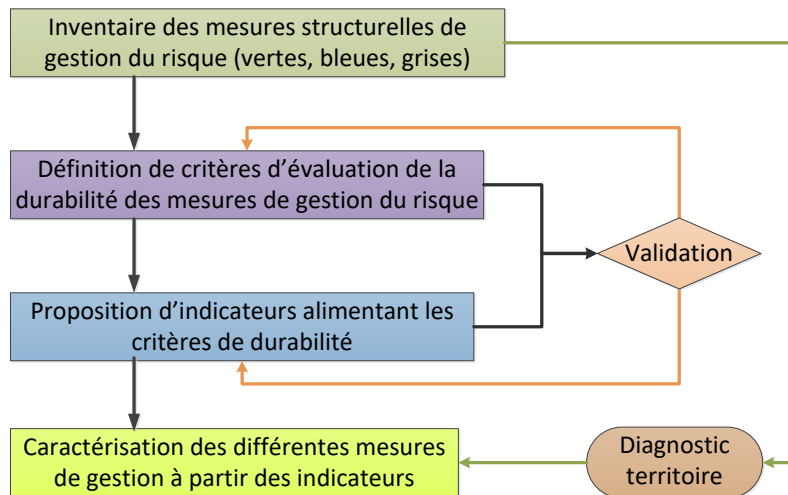 Inventaire des mesures structurelles de
gestion du risque (vertes, bleues, grises)
Définition de critères d'évaluation de la
durabilité des mesures de gestion du risque
Validation
Proposition d'indicateurs alimentant les
critères de durabilité
Caractérisation des différentes mesures
de gestion à partir des indicateurs
Diagnostic
territoire